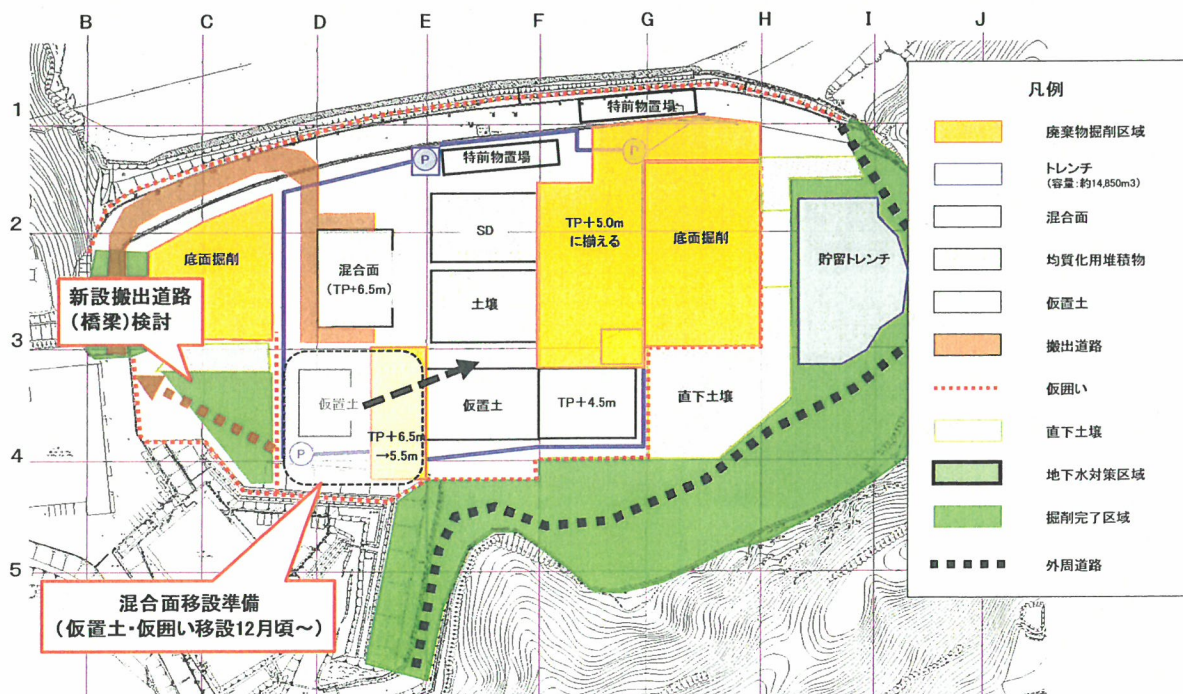 B C D E F G H I J
凡例
1
特前物置場
廃棄物掘削区域
P
特前物置場
P
トレンチ
(容量:約14,850m3)
混合面
2
底面掘削
混合面
(TP+6.5m)
SD
TP+5.0m
に揃える
底面掘削
貯留トレンチ
均質化用堆積物
新設搬出道路
(橋梁)検討
土壌
仮置土
3
搬出道路
仮置土
仮置土
TP+4.5m
直下土壌
仮囲い
TP+6.5m
→5.5m
直下土壌
4
P
地下水対策区域
掘削完了区域
5
外周道路
混合面移設準備
(仮置土・仮囲い移設12月頃~)